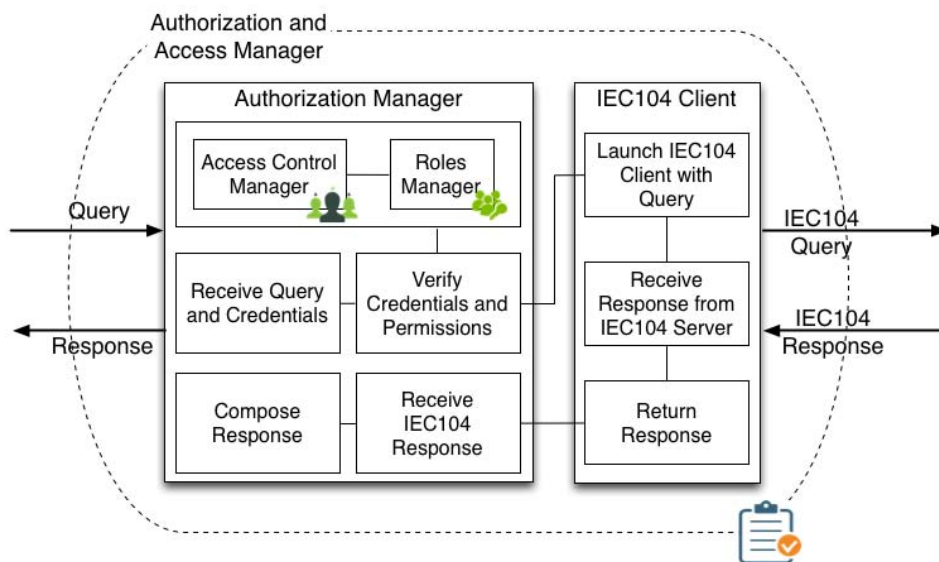 Authorization and
Access Manager
Authorization Manager
IEC104 Client
Access Control
Manager
Roles
Manager
Launch IEC104
Client with
Query
Query
IEC104
Query
Receive Query
and Credentials
Verify
Credentials and
Permissions
Receive
Response from
IEC104 Server
Response
IEC104
Response
Compose
Response
Receive
IEC104
Response
Return
Response